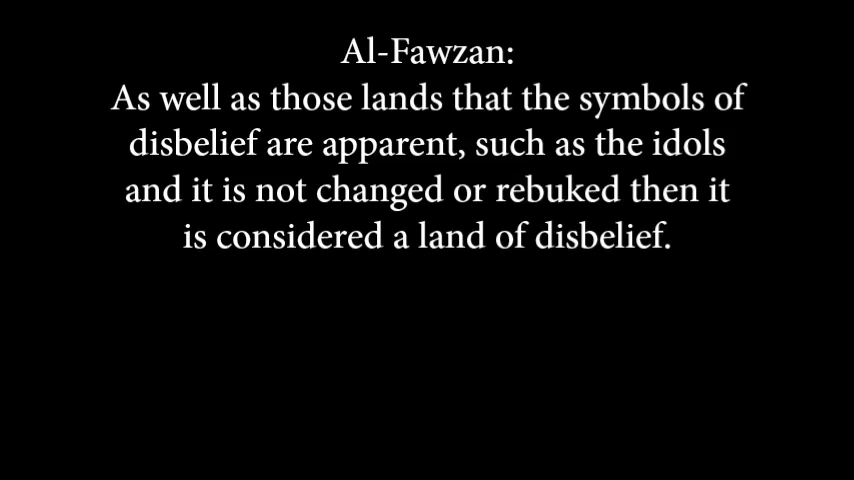 Al-Fawzan:
As well as those lands that the symbols of
disbelief are apparent, such as the idols
and it is not changed or rebuked then it
is considered a land of disbelief.